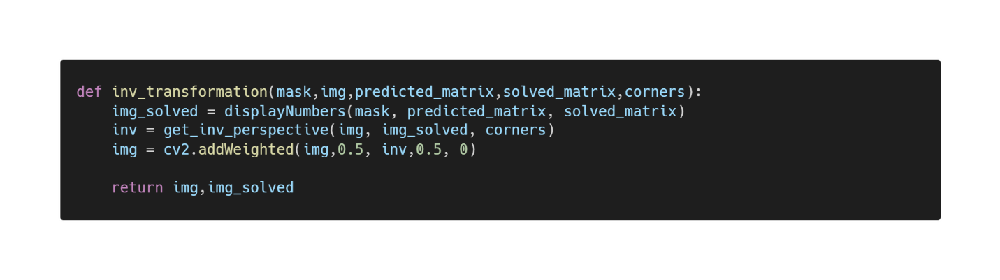 def inv_transformation(mask,img,predicted_matrix,solved_matrix,corners):
    img_solved = displayNumbers(mask, predicted_matrix, solved_matrix)
    inv = get_inv_perspective(img, img_solved, corners)
    img = cv2.addWeighted(img,0.5, inv,0.5, 0)
    return img,img_solved